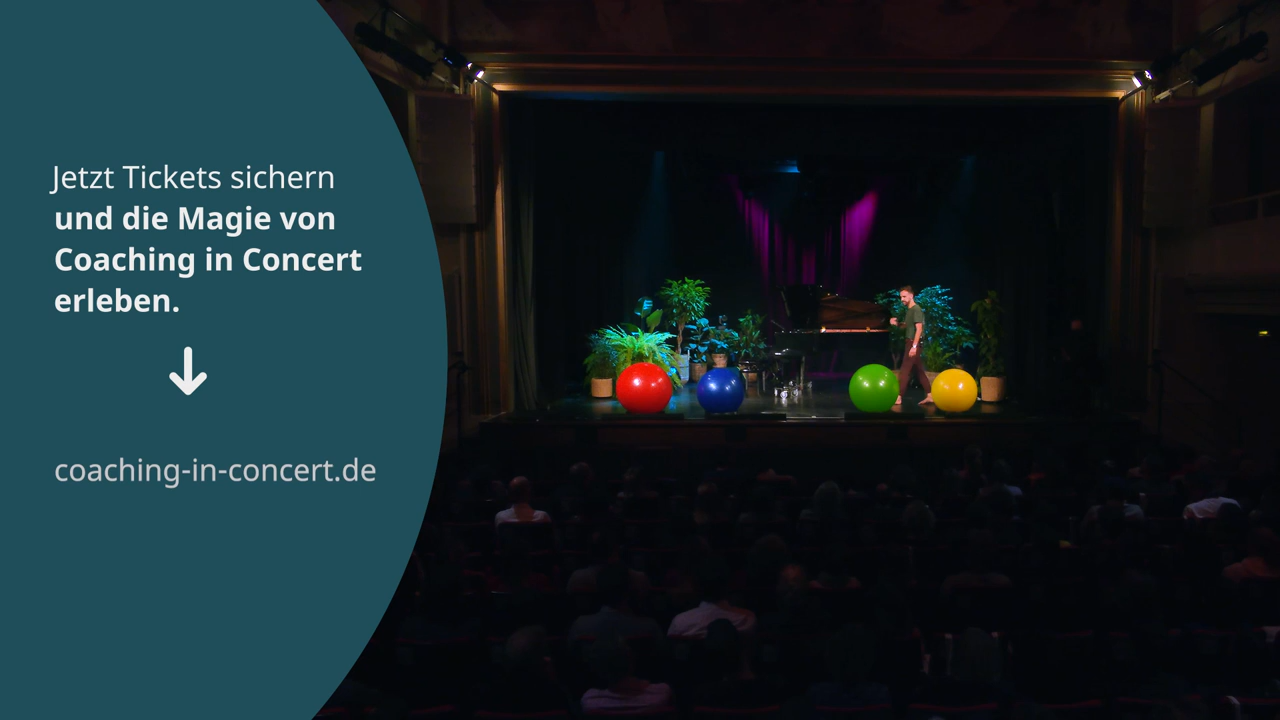 Jetzt Tickets sichern
und die Magie von
Coaching in Concert
erleben.
coaching-in-concert.de